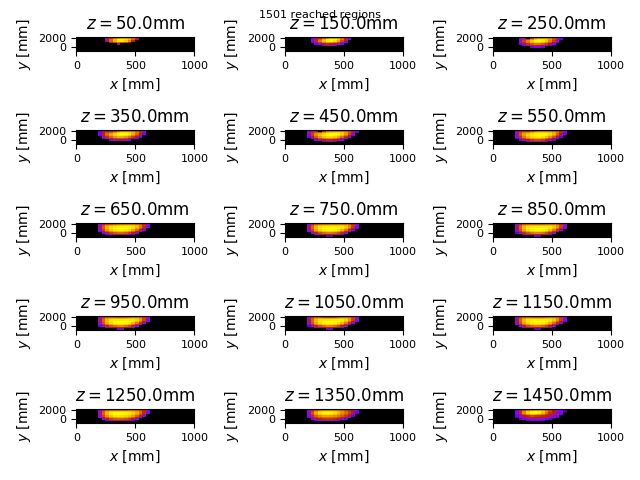 1501 reached regions
z = 50.0mm z = 150.0mm z = 250.0mm
2000 2000 2000
y [mm] y [mm] y [mm]
0 0 0
0 500 1000 0 500 1000 0 500 1000
x [mm] x [mm] x [mm]
z = 350.0mm z = 450.0mm z = 550.0mm
2000 2000 2000
y [mm] y [mm] y [mm]
0 0 0
0 500 1000 0 500 1000 0 500 1000
x [mm] x [mm] x [mm]
z = 650.0mm z = 750.0mm z = 850.0mm
2000 2000 2000
y [mm] y [mm] y [mm]
0 0 0
0 500 1000 0 500 1000 0 500 1000
x [mm] x [mm] x [mm]
z = 950.0mm z = 1050.0mm z = 1150.0mm
2000 2000 2000
y [mm] y [mm] y [mm]
0 0 0
0 500 1000 0 500 1000 0 500 1000
x [mm] x [mm] x [mm]
z = 1250.0mm z = 1350.0mm z = 1450.0mm
2000 2000 2000
y [mm] y [mm] y [mm]
0 0 0
0 500 1000 0 500 1000 0 500 1000
x [mm] x [mm] x [mm]